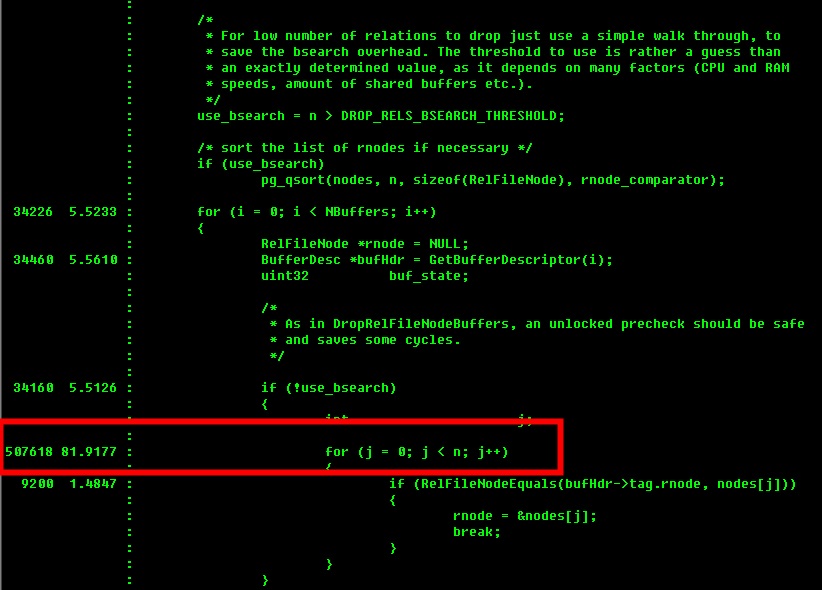 :
: /*
: * For low number of relations to drop just use a simple walk through, to
: * save the bsearch overhead. The threshold to use is rather a guess than
: * an exactly determined value, as it depends on many factors (CPU and RAM
: * speeds, amount of shared buffers etc.).
: */
: use_bsearch = n > DROP_RELS_BSEARCH_THRESHOLD;
:
: /* sort the list of rnodes if necessary */
: if (use_bsearch)
: pg_qsort(nodes, n, sizeof(RelFileNode), rnode_comparator);
:
34226 5.5233 : for (i = 0; i < NBuffers; i++)
: {
: RelFileNode *rnode = NULL;
34460 5.5610 : BufferDesc *bufHdr = GetBufferDescriptor(i);
: uint32 buf_state;
:
: /*
: * As in DropRelFileNodeBuffers, an unlocked precheck should be safe
: * and saves some cycles.
: */
:
34160 5.5126 : if (!use_bsearch)
: {
int j;
:
507618 81.9177 : for (j = 0; j < n; j++)
: {
9200 1.4847 : if (RelFileNodeEquals(bufHdr->tag.rnode, nodes[j]))
: {
: rnode = &nodes[j];
: break;
: }
: }
: }